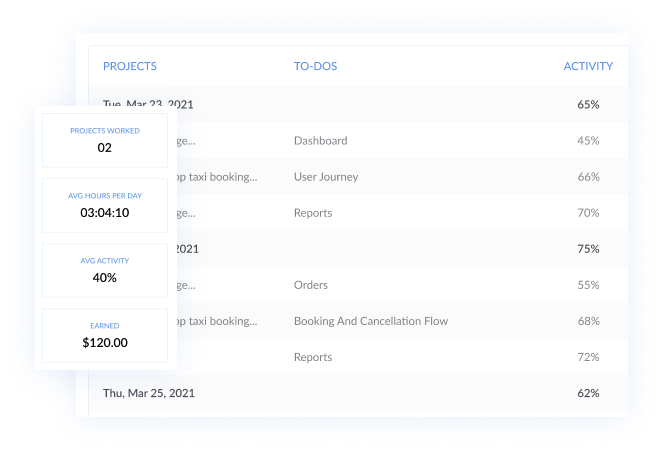 PROJECTS TO-DOS ACTIVITY
Tue, Mar 23, 2021 65%
ge... Dashboard 45%
pp taxi booking... User Journey 66%
ge... Reports 70%
2021 75%
ge... Orders 55%
pp taxi booking... Booking And Cancellation Flow 68%
Reports 72%
Thu, Mar 25, 2021 62%
PROJECTS WORKED
02
AVG HOURS PER DAY
03:04:10
AVG ACTIVITY
40%
EARNED
$120.00